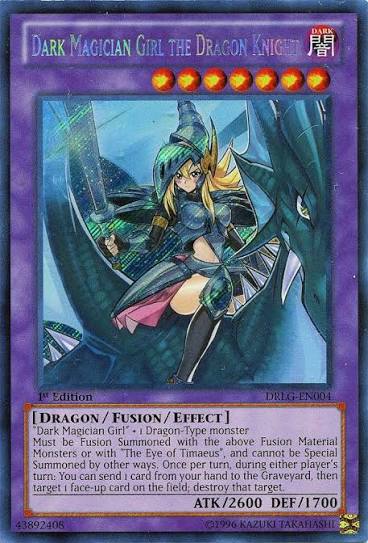 DARK MAGICIAN GIRL THE DRAGON KNIGHT
DARK
闇
1st Edition
DRLG-EN004
[DRAGON / FUSION / EFFECT]
"Dark Magician Girl" + 1 Dragon-Type monster
Must be Fusion Summoned with the above Fusion Material
Monsters or with "The Eye of Timaeus", and cannot be Special
Summoned by other ways. Once per turn, during either player's
turn: You can send 1 card from your hand to the Graveyard, then
target 1 face-up card on the field; destroy that target.
ATK/2600 DEF/1700
43892408
©1996 KAZUKI TAKAHASHI